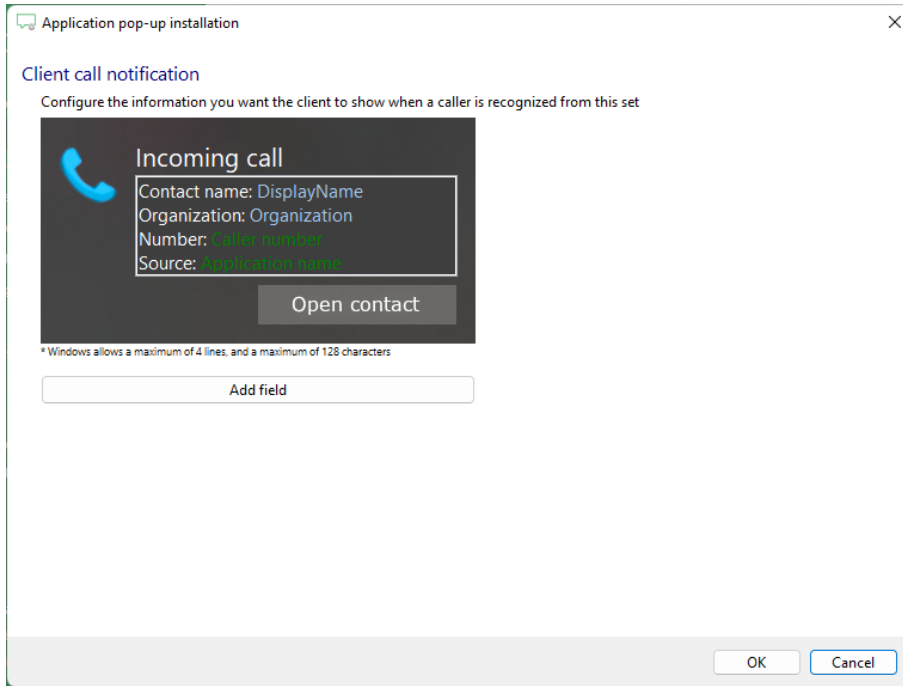 Application pop-up installation
Client call notification
Configure the information you want the client to show when a caller is recognized from this set
Incoming call
Contact name: DisplayName
Organization: Organization
Number: Caller number
Source: Application name
Open contact
* Windows allows a maximum of 4 lines, and a maximum of 128 characters
Add field
OK
Cancel